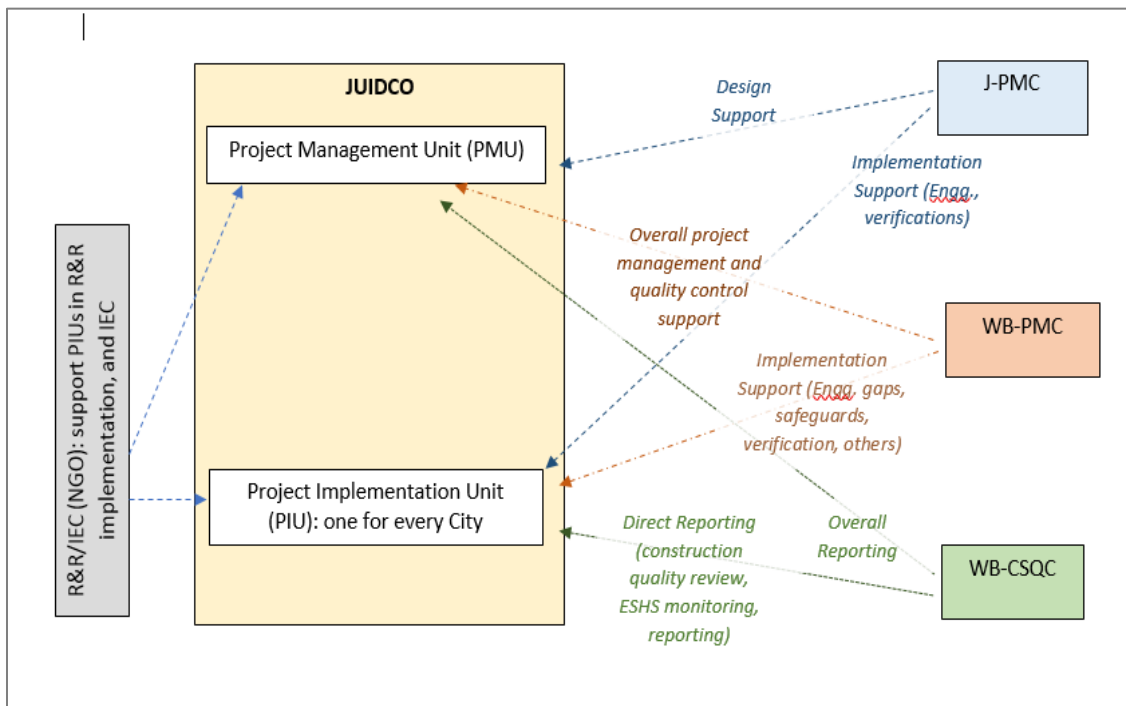 JUIDCO
Project Management Unit (PMU)
Project Implementation Unit
(PIU): one for every City
R&R/IEC (NGO): support PIUs in R&R
implementation, and IEC
Design
Support
J-PMC
Implementation
Support (Engg.,
verifications)
Overall project
management and
quality control
support
WB-PMC
Implementation
Support (Engg, gaps,
safeguards,
verification, others)
Direct Reporting
(construction
quality review,
ESHS monitoring,
reporting)
Overall
Reporting
WB-CSQC